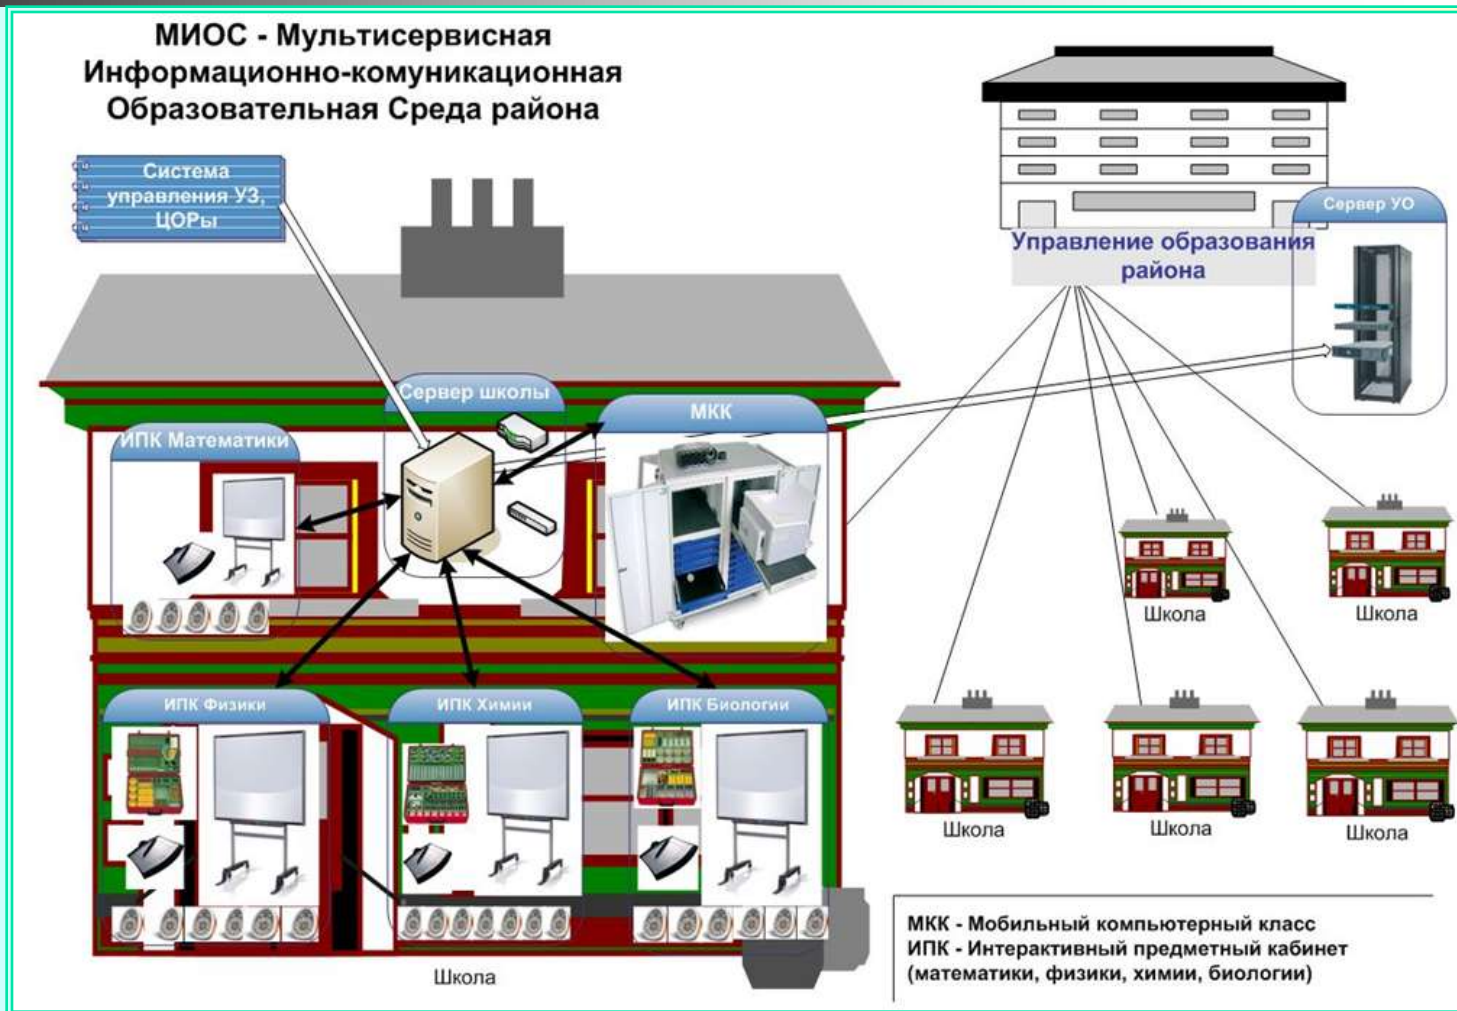 МИОС - Мультисервисная
Информационно-комуникационная
Образовательная Среда района
Система
управления УЗ,
ЦОРы
Сервер УО
Управление образования
района
Сервер школы
МКК
ИПК Математики
ИПК Физики
ИПК Химии
ИПК Биологии
Школа
Школа
Школа
Школа
Школа
Школа
МКК - Мобильный компьютерный класс
ИПК - Интерактивный предметный кабинет
(математики, физики, химии, биологии)